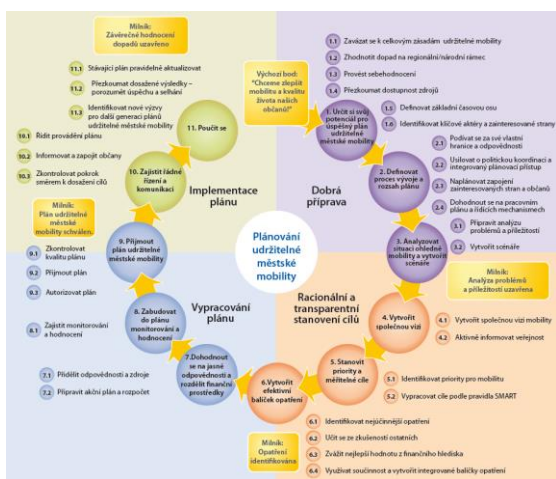 Milník:
Závěrečné hodnocení
dopadů uzavřeno
11.1 Stávající plán pravidelně aktualizovat
11.2 Přezkoumat dosažené výsledky –
porozumět úspěchu a selhání
11.3 Identifikovat nové výzvy
pro další generaci plánů
udržitelné městské mobility
10.1 Řídit provádění plánu
10.2 Informovat a zapojit občany
10.3 Zkontrolovat pokrok
směrem k dosažení cílů
11. Poučit se
10. Zajistit řádné
řízení a
komunikaci
Implementace
plánu
Výchozí bod:
"Chceme zlepšit
mobilitu a kvalitu
života našich
občanů!"
1.1 Zavázat se k celkovým zásadám udržitelné mobility
1.2 Zhodnotit dopad na regionální/národní rámec
1.3 Provést sebehodnocení
1.4 Přezkoumat dostupnost zdrojů
1.5 Definovat základní časovou osu
1.6 Identifikovat klíčové aktéry a zainteresované strany
1. Určit si svůj
potenciál pro
úspěšný plán
udržitelné
městské mobility
2.1 Podívat se za své vlastní
hranice a odpovědnosti
2.2 Usilovat o politickou koordinaci a
integrovaný plánovací přístup
2.3 Naplánovat zapojení
zainteresovaných stran a občanů
2.4 Dohodnout se na pracovním
plánu a řídících mechanismech
2. Definovat
proces vývoje a
rozsah plánu
Dobrá
příprava
3.1 Připravit analýzu
problémů a příležitostí
3.2 Vytvořit scénáře
3. Analyzovat
situaci ohledně
mobility a vytvořit
scénáře
Plánování
udržitelné
městské
mobility
Milník:
Plán udržitelné
městské
mobility schválen.
9.1 Zkontrolovat
kvalitu plánu
9.2 Přijmout plán
9.3 Autorizovat plán
9. Přijmout
plán udržitelné
městské mobility
8.1 Zajistit monitorování
a hodnocení
8. Zabudovat
do plánu
monitorování a
hodnocení
Vypracování
plánu
7.1 Přidělit odpovědnosti a zdroje
7.2 Připravit akční plán a rozpočet
7. Dohodnout
se na jasné
odpovědnosti a
rozdělit finanční
prostředky
Racionální a
transparentní
stanovení cílů
Milník:
Analýza problémů
a příležitostí uzavřena
4. Vytvořit
společnou vizi
4.1 Vytvořit společnou vizi mobility
4.2 Aktivně informovat veřejnost
5. Stanovit
priority a
měřitelné cíle
5.1 Identifikovat priority pro mobilitu
5.2 Vypracovat cíle podle pravidla SMART
6. Vytvořit
efektivní
balíček opatření
Milník:
Opatření
identifikována
6.1 Identifikovat nejúčinnější opatření
6.2 Učit se ze zkušeností ostatních
6.3 Zvážit nejlepší hodnotu z finančního hlediska
6.4 Využívat součinnost a vytvořit integrované balíčky opatření